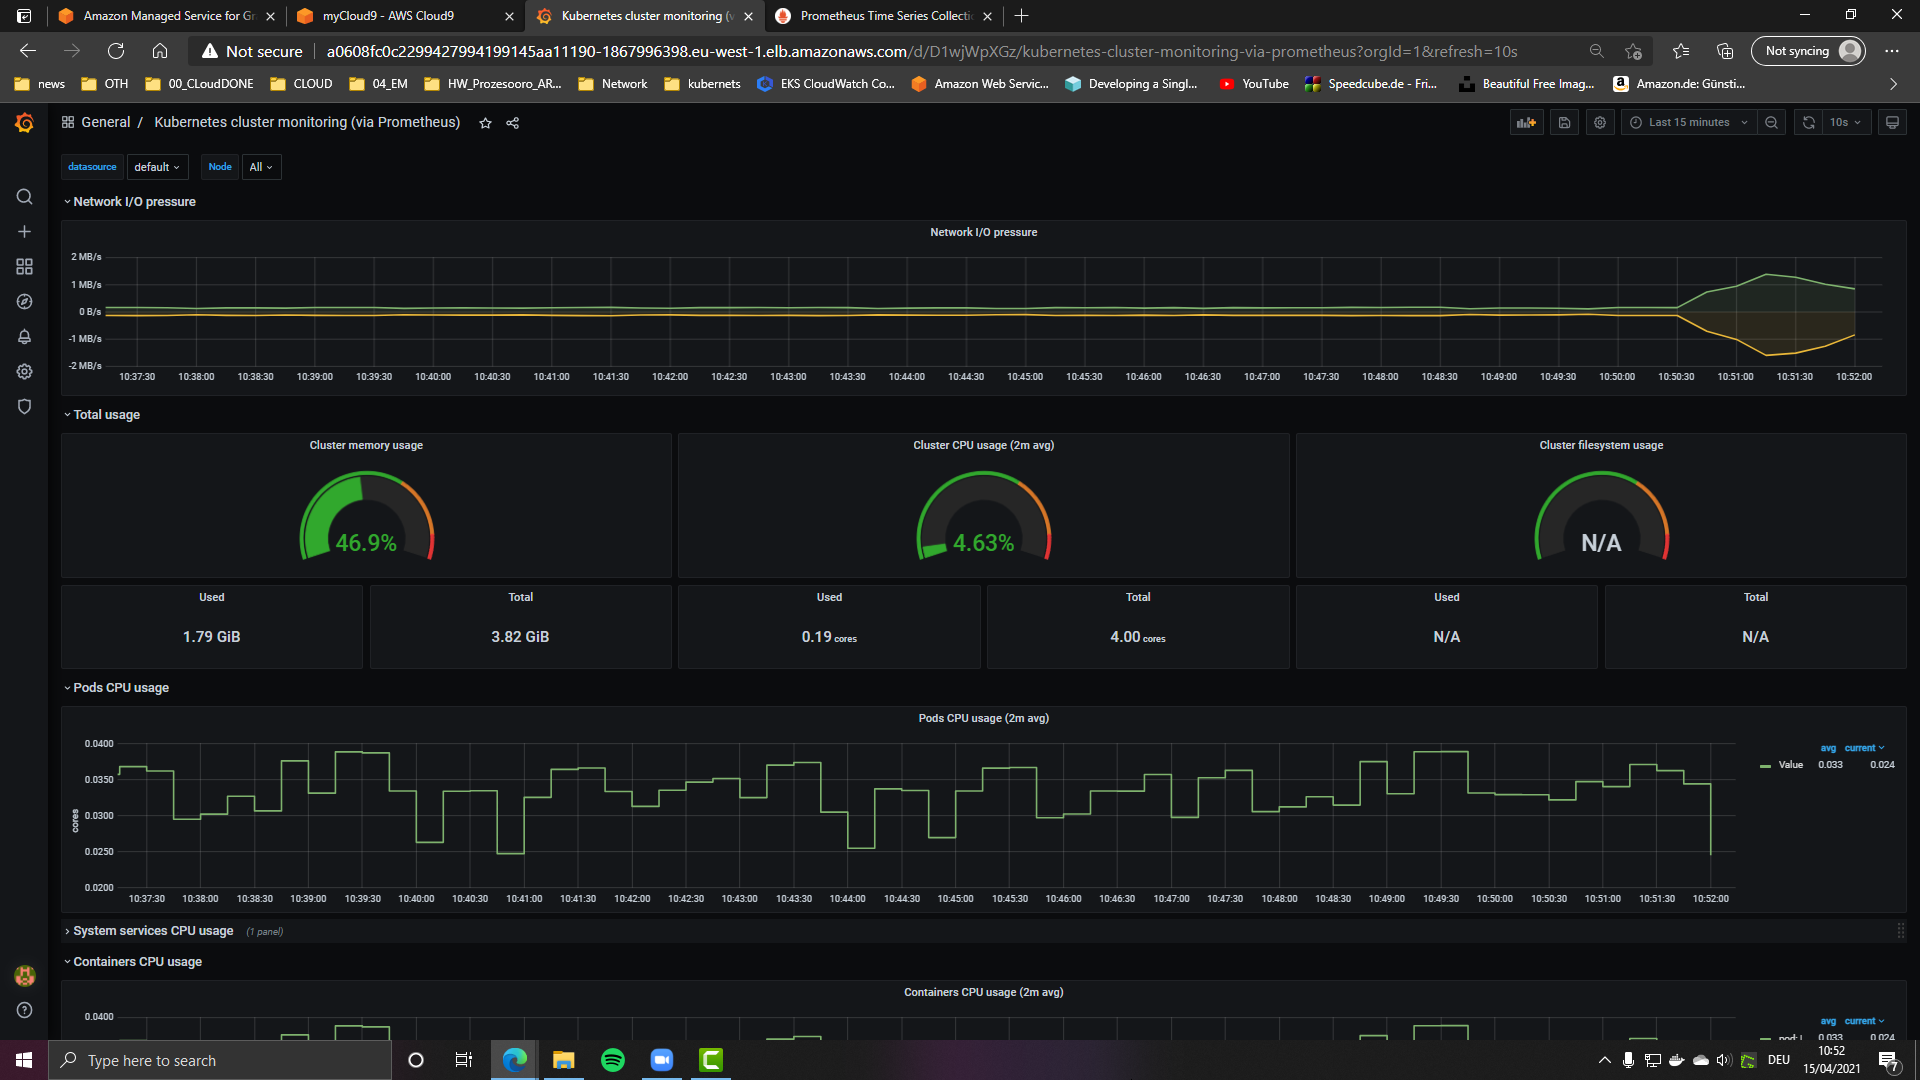 Amazon Managed Service for Gr
myCloud9 - AWS Cloud9
Kubernetes cluster monitoring (v
Prometheus Time Series Collecti
Not secure
a0608fc0c2299427994199145aa11190-1867996398.eu-west-1.elb.amazonaws.com/d/D1wjWpXGz/kubernetes-cluster-monitoring-via-prometheus?orgId=1&refresh=10s
Not syncing
news
OTH
00_CLoudDONE
CLOUD
04_EM
HW_Prozesooro_AR...
Network
kubernets
EKS CloudWatch Co...
Amazon Web Servic...
Developing a Singl...
YouTube
Speedcube.de - Fri...
Beautiful Free Imag...
Amazon.de: Günsti...
General / Kubernetes cluster monitoring (via Prometheus)
Last 15 minutes
10s
datasource default Node All
Network I/O pressure
Network I/O pressure
2 MB/s
1 MB/s
0 B/s
-1 MB/s
-2 MB/s
10:37:30 10:38:00 10:38:30 10:39:00 10:39:30 10:40:00 10:40:30 10:41:00 10:41:30 10:42:00 10:42:30 10:43:00 10:43:30 10:44:00 10:44:30 10:45:00 10:45:30 10:46:00 10:46:30 10:47:00 10:47:30 10:48:00 10:48:30 10:49:00 10:49:30 10:50:00 10:50:30 10:51:00 10:51:30 10:52:00
Total usage
Cluster memory usage
46.9%
Cluster CPU usage (2m avg)
4.63%
Cluster filesystem usage
N/A
Used
1.79 GiB
Total
3.82 GiB
Used
0.19 cores
Total
4.00 cores
Used
N/A
Total
N/A
Pods CPU usage
Pods CPU usage (2m avg)
cores
0.0400
0.0350
0.0300
0.0250
0.0200
10:37:30 10:38:00 10:38:30 10:39:00 10:39:30 10:40:00 10:40:30 10:41:00 10:41:30 10:42:00 10:42:30 10:43:00 10:43:30 10:44:00 10:44:30 10:45:00 10:45:30 10:46:00 10:46:30 10:47:00 10:47:30 10:48:00 10:48:30 10:49:00 10:49:30 10:50:00 10:50:30 10:51:00 10:51:30 10:52:00
avg current
Value 0.033 0.024
System services CPU usage (1 panel)
Containers CPU usage
Containers CPU usage (2m avg)
0.0400
avg current
0.033 0.024
Type here to search
DEU
10:52
15/04/2021
7